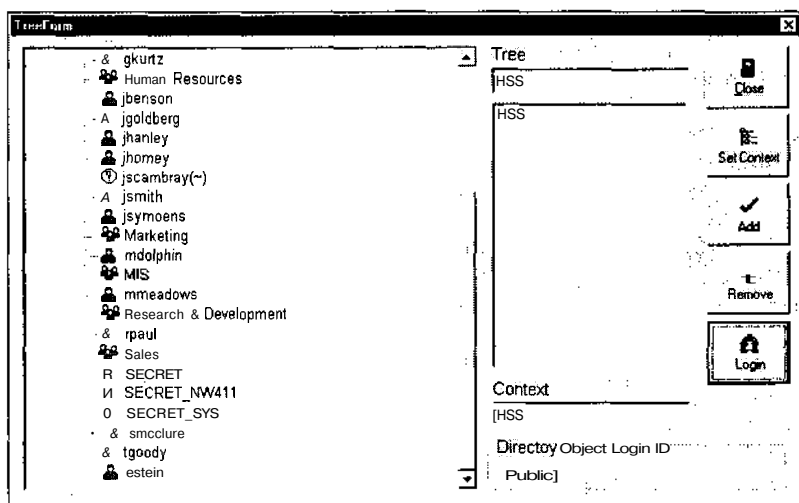 TreeForm
& gkurtz
Human Resources
jbenson
A jgoldberg
jhanley
jhomey
jscambray(~)
A jsmith
jsymoens
Marketing
mdolphin
MIS
mmeadows
Research & Development
& rpaul
Sales
R SECRET
И SECRET_NW411
0 SECRET_SYS
& smcclure
& tgoody
estein
Tree
HSS
HSS
Context
[HSS
Directoy Object Login ID
Public]
Close
Set Context
Add
Remove
Login